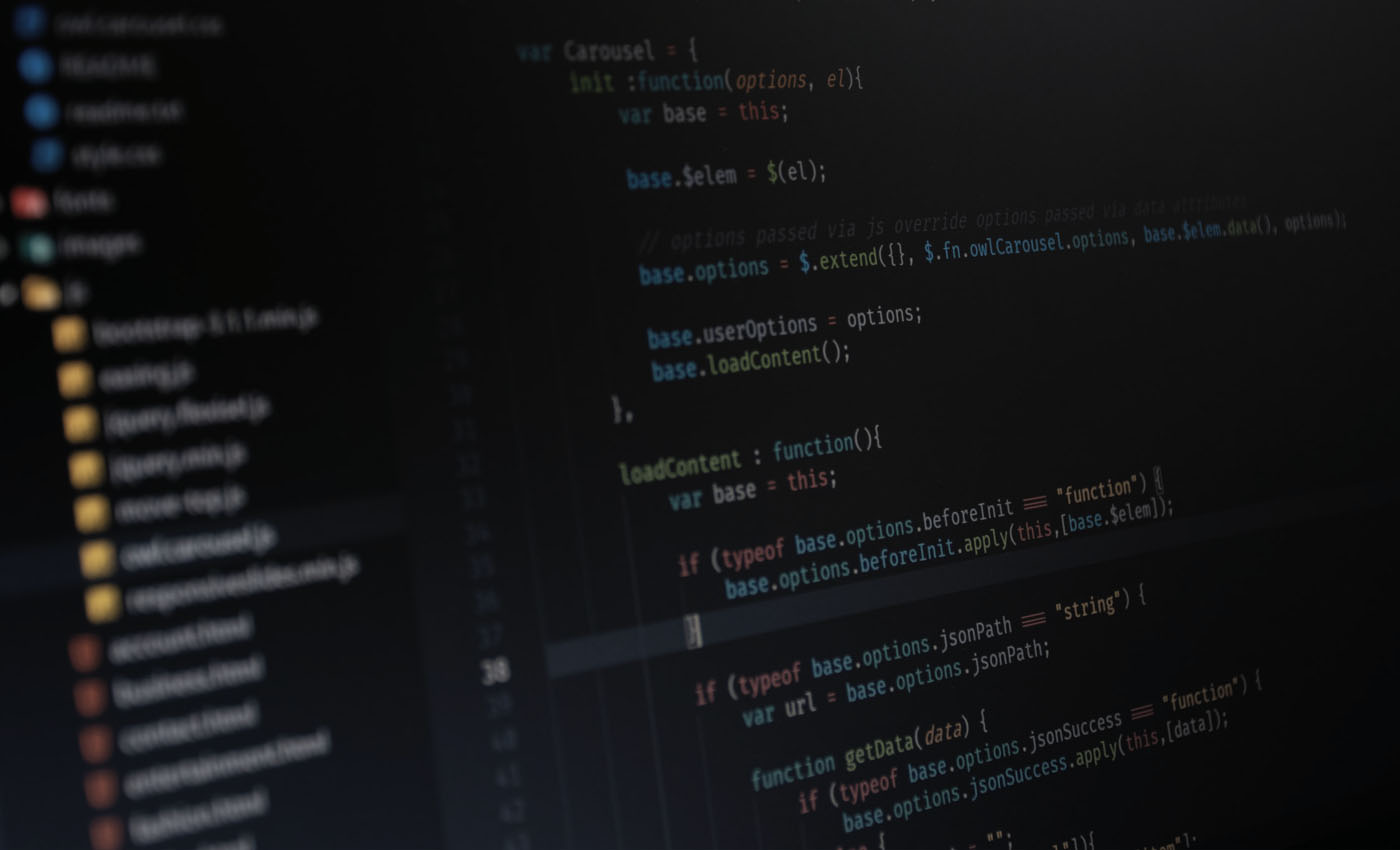 owl.carousel.css
README
readme.txt
style.css
fonts
images
js
bootstrap-3.1.1.min.js
easing.js
jquery.flexisel.js
jquery.min.js
move-top.js
owl.carousel.js
responsiveslides.min.js
account.html
business.html
contact.html
entertainment.html
fashion.html
var Carousel = {
init :function(options, el){
var base = this;
base.$elem = $(el);
// options passed via js override options passed via data attributes
base.options = $.extend({}, $.fn.owlCarousel.options, base.$elem.data(), options);
base.userOptions = options;
base.loadContent();
},
loadContent : function(){
var base = this;
if (typeof base.options.beforeInit === "function") {
base.options.beforeInit.apply(this,[base.$elem]);
38 }
if (typeof base.options.jsonPath === "string") {
39
var url = base.options.jsonPath;
40
41
function getData(data) {
42
if (typeof base.options.jsonSuccess === "function") {
base.options.jsonSuccess.apply(this,[data]);